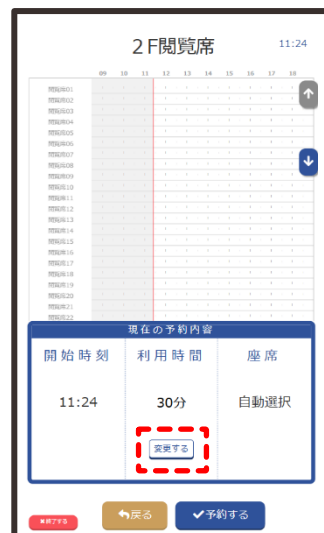 ２Ｆ閲覧席
11:24
09 10 11 12 13 14 15 16 17 18
閲覧席01
閲覧席02
閲覧席03
閲覧席04
閲覧席05
閲覧席06
閲覧席07
閲覧席08
閲覧席09
閲覧席10
閲覧席11
閲覧席12
閲覧席13
閲覧席14
閲覧席15
閲覧席16
閲覧席17
閲覧席18
閲覧席19
閲覧席20
閲覧席21
閲覧席22
現在の予約内容
開始時刻 利用時間 座席
11:24 30分 自動選択
変更する
終了する 戻る 予約する